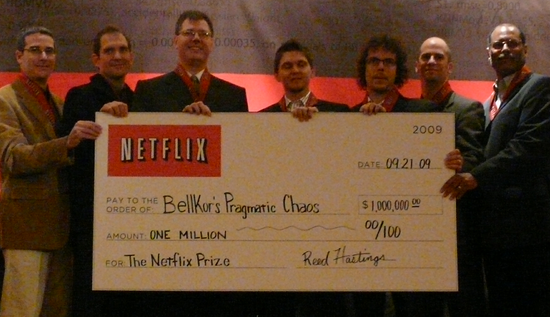 NETFLIX
2009
DATE: 09.21.09
PAY TO THE
ORDER OF: BellKor's Pragmatic Chaos $ 1,000,000 00
AMOUNT: ONE MILLION 00/100
FOR: The Netflix Prize Reed Hastings